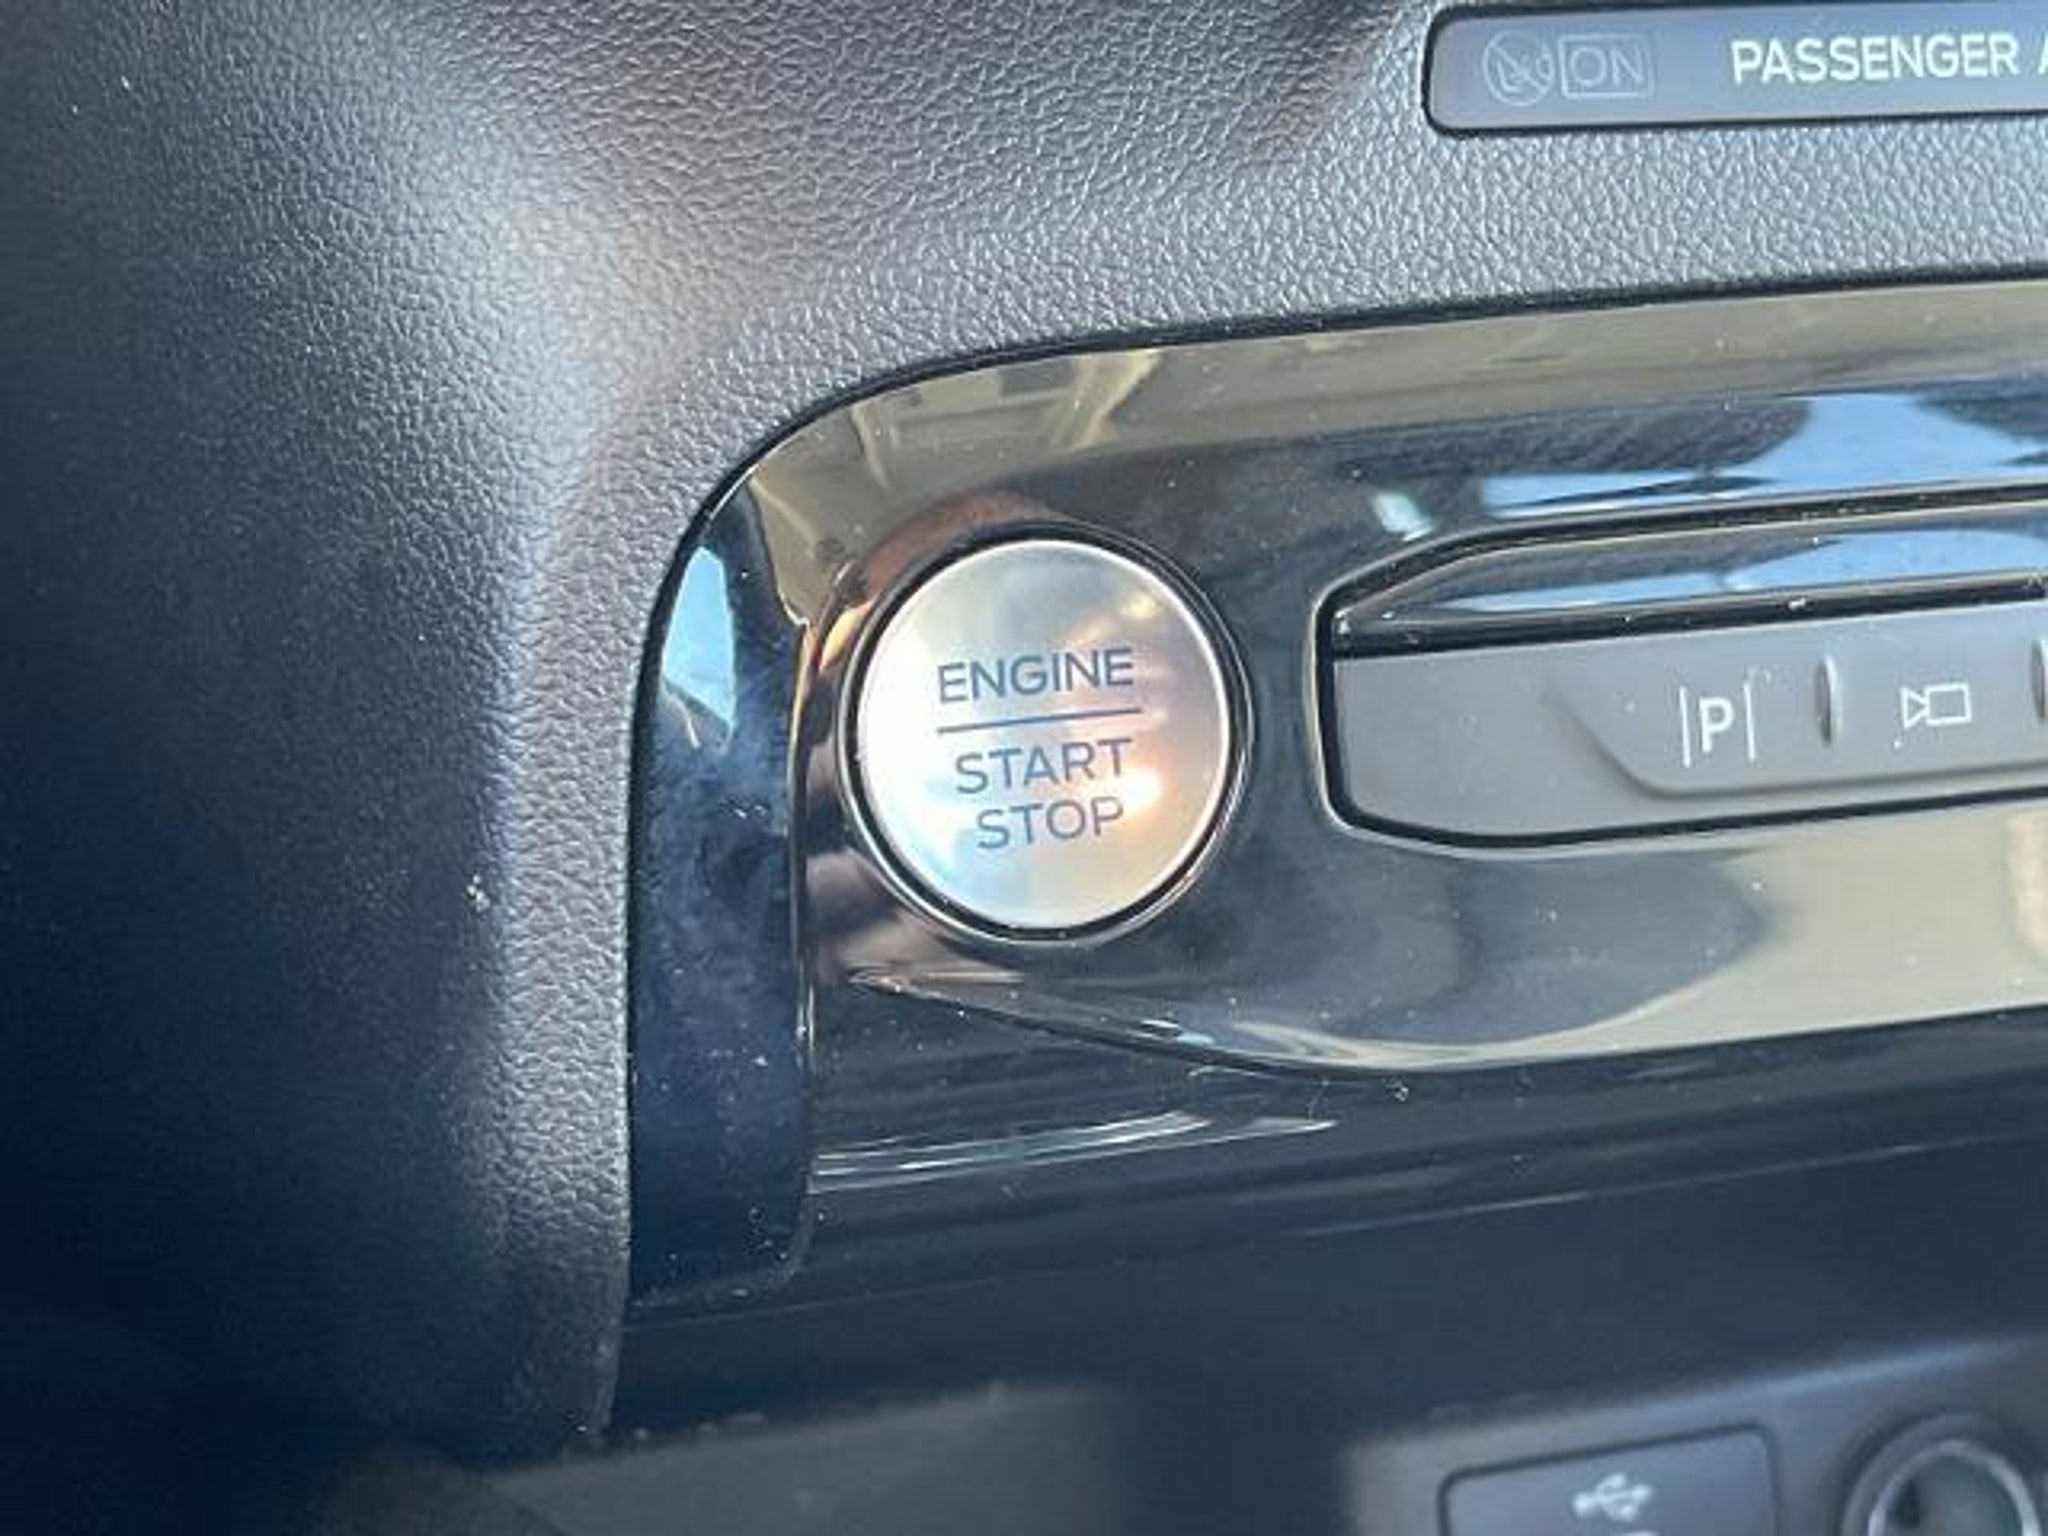 ON PASSENGER A
ENGINE
START
STOP
|P|